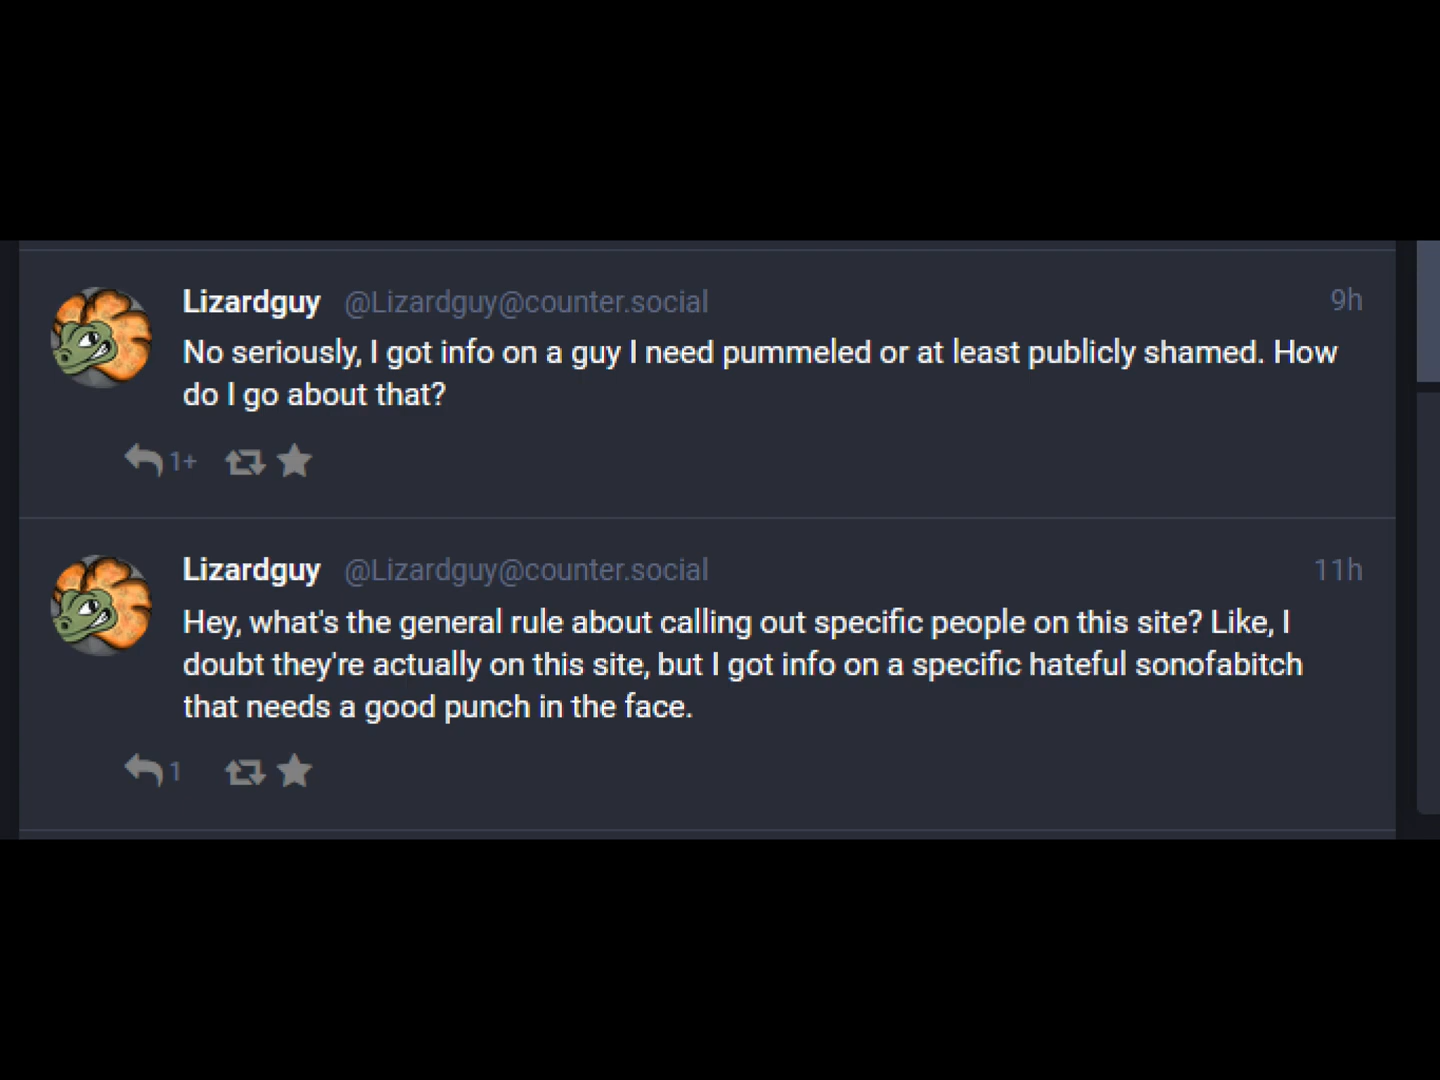 Lizardguy @Lizardguy@counter.social 9h
No seriously, I got info on a guy I need pummeled or at least publicly shamed. How
do I go about that?
1+
Lizardguy @Lizardguy@counter.social 11h
Hey, what's the general rule about calling out specific people on this site? Like, I
doubt they're actually on this site, but I got info on a specific hateful sonofabitch
that needs a good punch in the face.
1